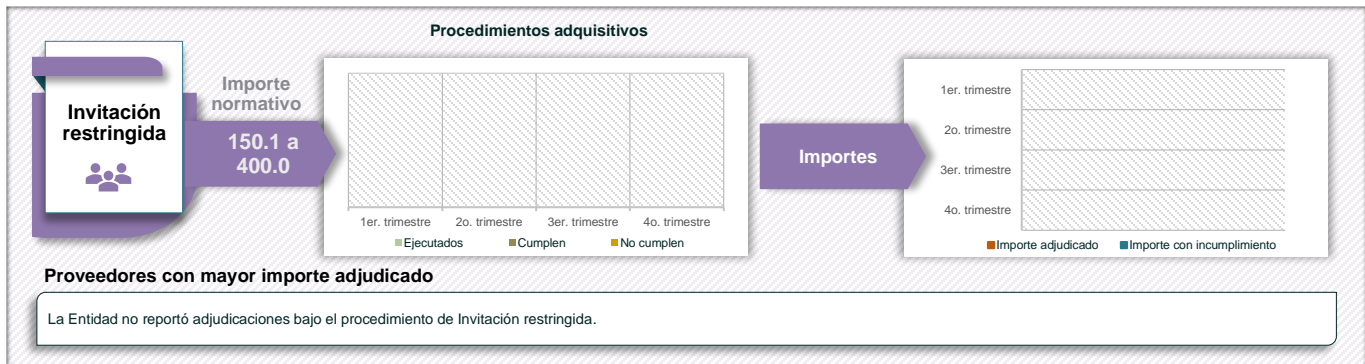 Procedimientos adquisitivos
Invitación
restringida
Importe
normativo
150.1 a
400.0
1er. trimestre 2o. trimestre 3er. trimestre 4o. trimestre
Ejecutados Cumplen No cumplen
Importes
1er. trimestre
2o. trimestre
3er. trimestre
4o. trimestre
Importe adjudicado Importe con incumplimiento
Proveedores con mayor importe adjudicado
La Entidad no reportó adjudicaciones bajo el procedimiento de Invitación restringida.